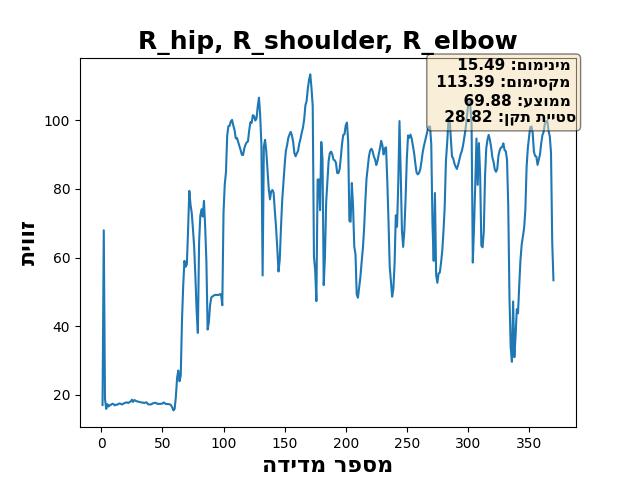 R_hip, R_shoulder, R_elbow
מינימום: 15.49
מקסימום: 113.39
ממוצע: 69.88
סטיית תקן: 28.82
זווית
100
80
60
40
20
0 50 100 150 200 250 300 350
מספר מדידה